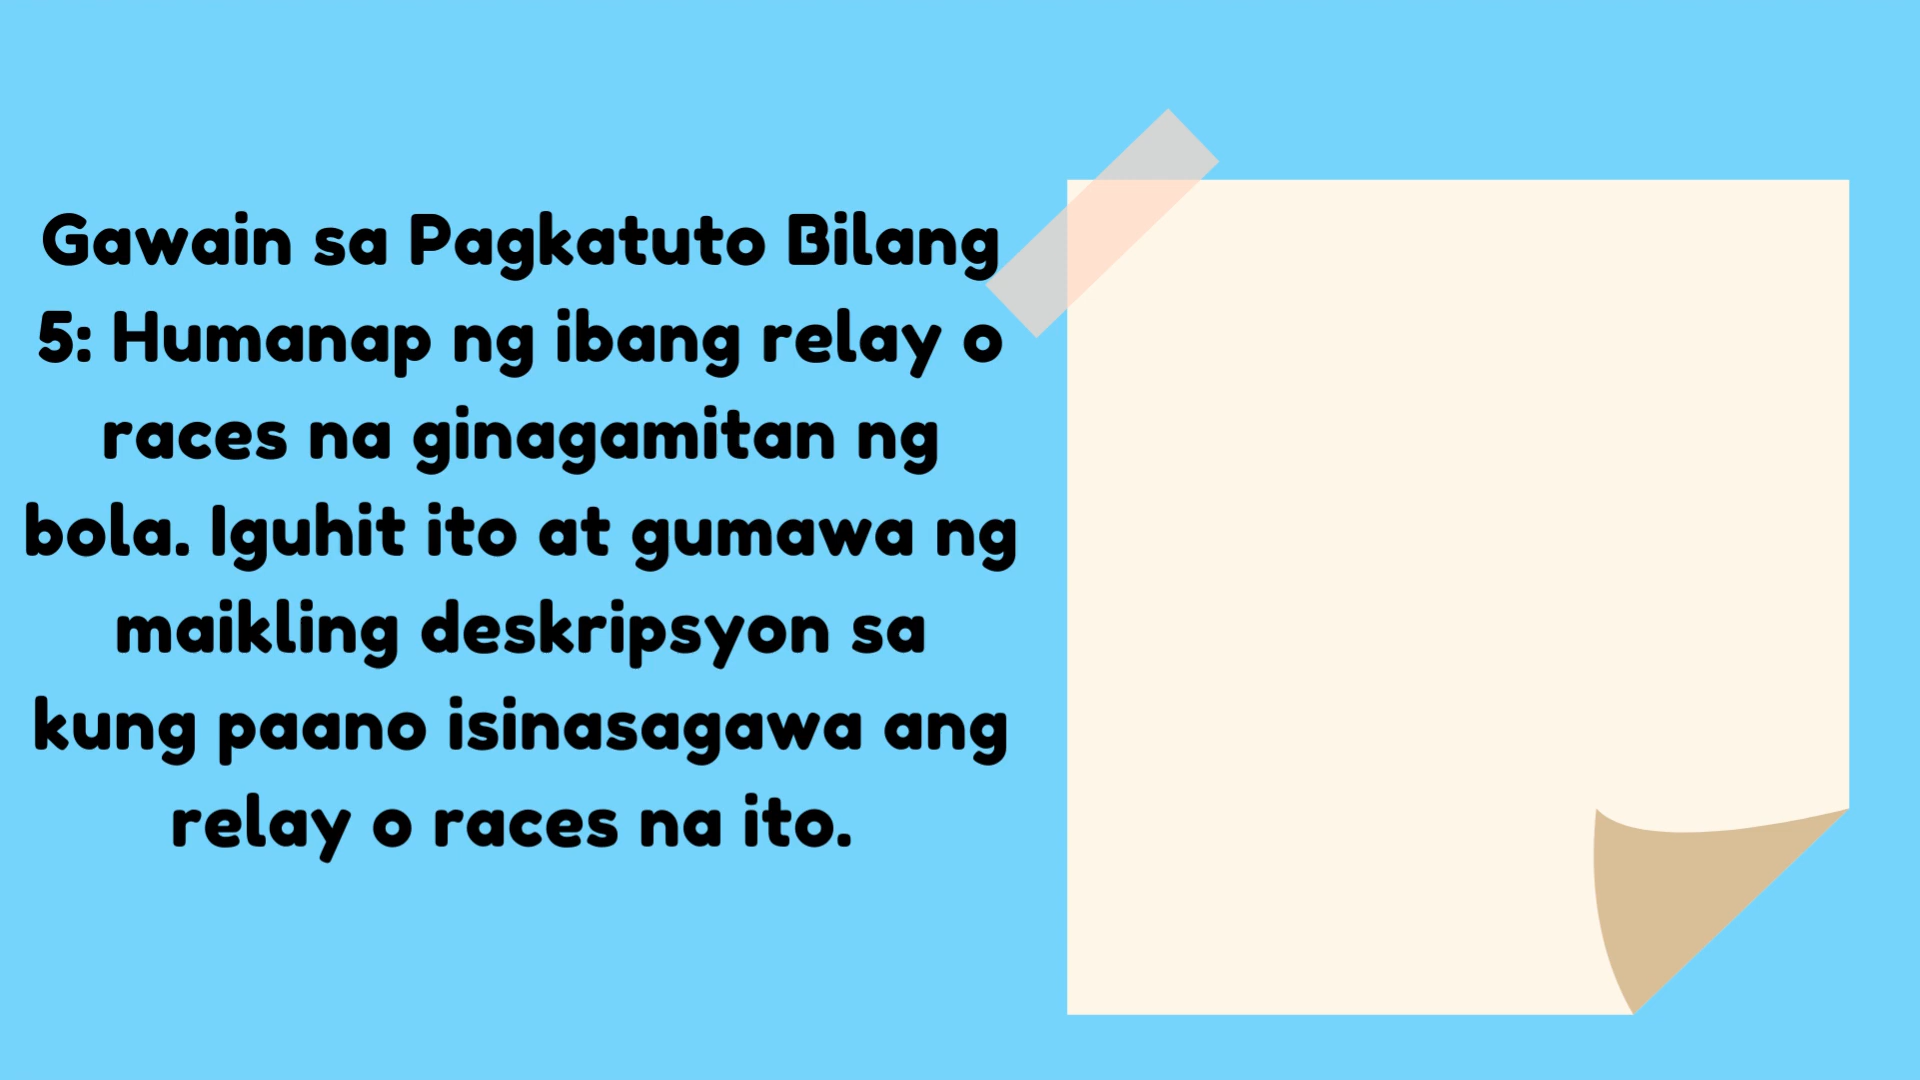 Gawain sa Pagkatuto Bilang
5: Humanap ng ibang relay o
races na ginagamitan ng
bola. Iguhit ito at gumawa ng
maikling deskripsyon sa
kung paano isinasagawa ang
relay o races na ito.